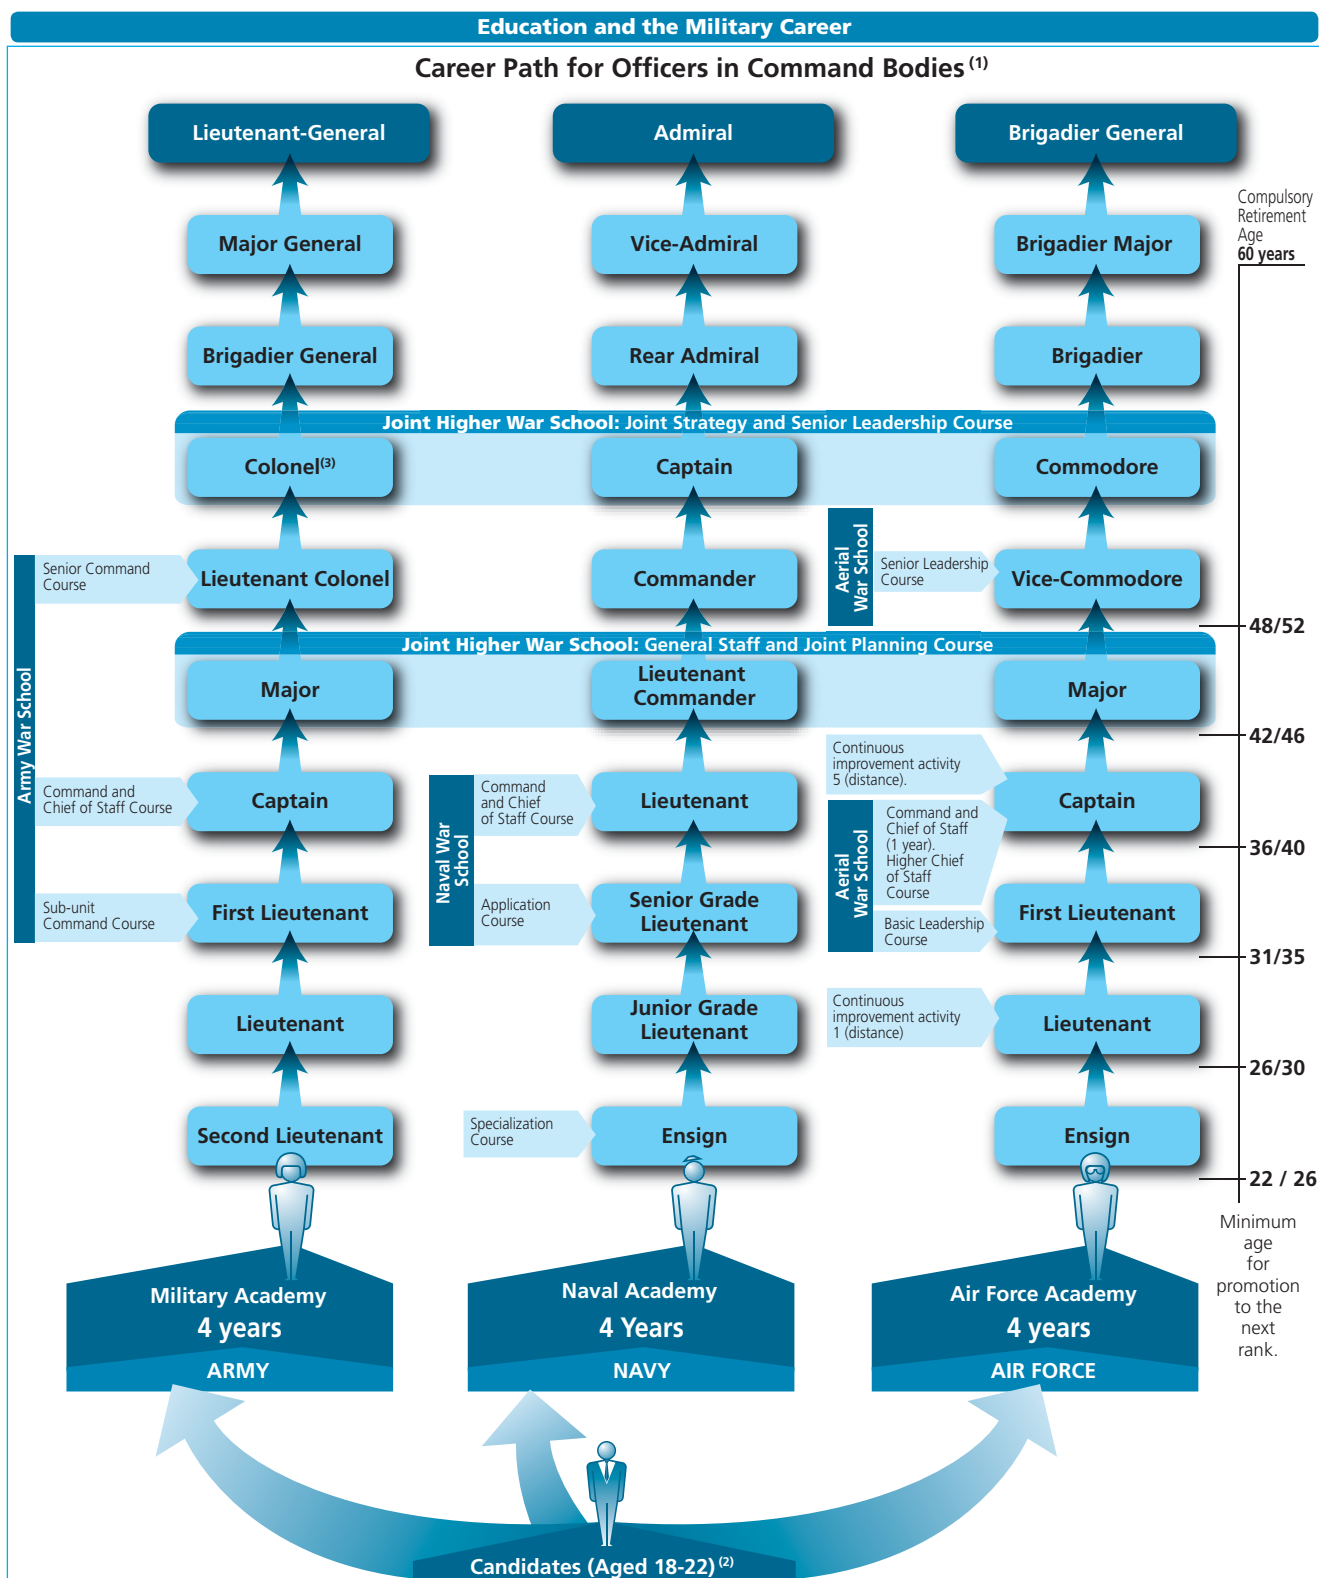 Education and the Military Career
Career Path for Officers in Command Bodies (1)
Lieutenant-General
Admiral
Brigadier General
Compulsory
Retirement
Age
60 years
Major General
Vice-Admiral
Brigadier Major
Brigadier General
Rear Admiral
Brigadier
Joint Higher War School: Joint Strategy and Senior Leadership Course
Colonel(3)
Captain
Commodore
Army War School
Senior Command
Course
Lieutenant Colonel
Commander
Aerial
War School
Senior Leadership
Course
Vice-Commodore
48/52
Joint Higher War School: General Staff and Joint Planning Course
Major
Lieutenant
Commander
Major
42/46
Command and
Chief of Staff Course
Captain
Naval War
School
Command
and Chief
of Staff Course
Lieutenant
Continuous
improvement activity
5 (distance).
Aerial
War School
Command and
Chief of Staff
(1 year).
Higher Chief
of Staff
Course
Captain
36/40
Sub-unit
Command Course
First Lieutenant
Application
Course
Senior Grade
Lieutenant
Basic Leadership
Course
First Lieutenant
31/35
Lieutenant
Junior Grade
Lieutenant
Continuous
improvement activity
1 (distance)
Lieutenant
26/30
Second Lieutenant
Specialization
Course
Ensign
Ensign
22 / 26
Minimum
age
for
promotion
to the
next
rank.
Military Academy
4 years
ARMY
Naval Academy
4 Years
NAVY
Air Force Academy
4 years
AIR FORCE
Candidates (Aged 18-22) (2)